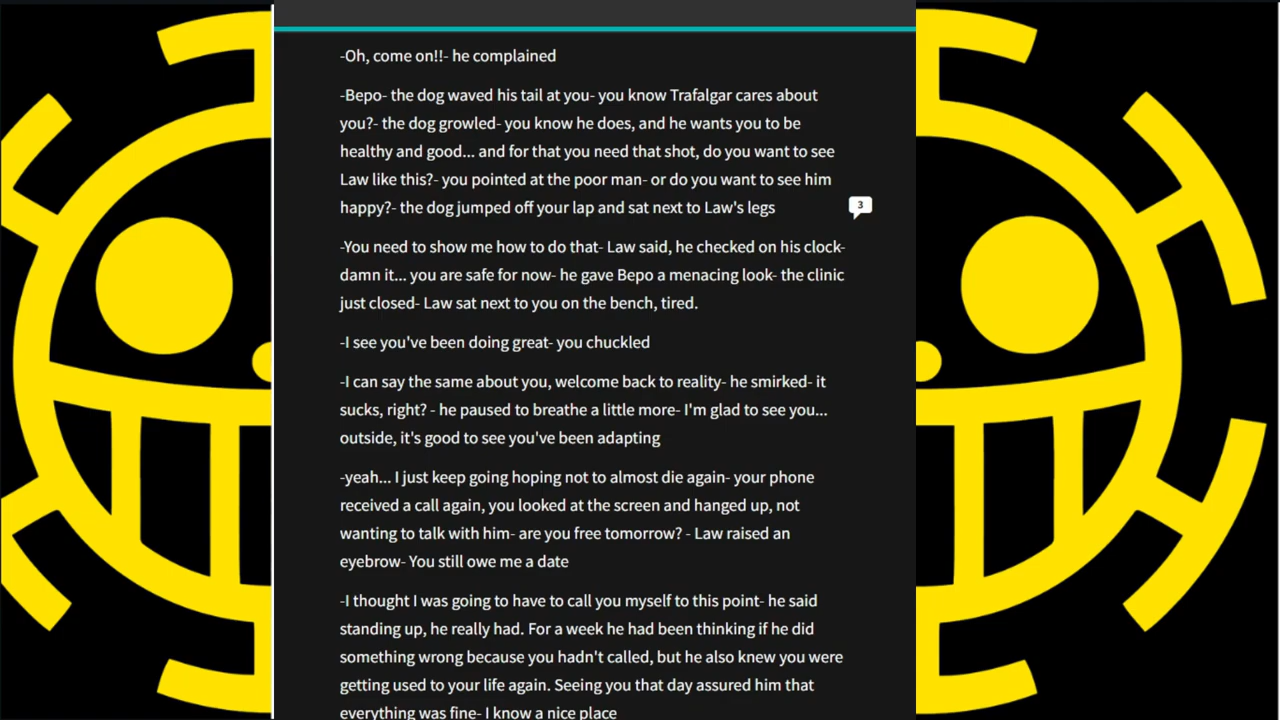 -Oh, come on!!- he complained
-Bepo- the dog waved his tail at you- you know Trafalgar cares about
you?- the dog growled- you know he does, and he wants you to be
healthy and good... and for that you need that shot, do you want to see
Law like this?- you pointed at the poor man- or do you want to see him
happy?- the dog jumped off your lap and sat next to Law's legs
3
-You need to show me how to do that- Law said, he checked on his clock-
damn it... you are safe for now- he gave Bepo a menacing look- the clinic
just closed- Law sat next to you on the bench, tired.
-I see you've been doing great- you chuckled
-I can say the same about you, welcome back to reality- he smirked- it
sucks, right? - he paused to breathe a little more- I'm glad to see you...
outside, it's good to see you've been adapting
-yeah... I just keep going hoping not to almost die again- your phone
received a call again, you looked at the screen and hanged up, not
wanting to talk with him- are you free tomorrow? - Law raised an
eyebrow- You still owe me a date
-I thought I was going to have to call you myself to this point- he said
standing up, he really had. For a week he had been thinking if he did
something wrong because you hadn't called, but he also knew you were
getting used to your life again. Seeing you that day assured him that
everything was fine- I know a nice place